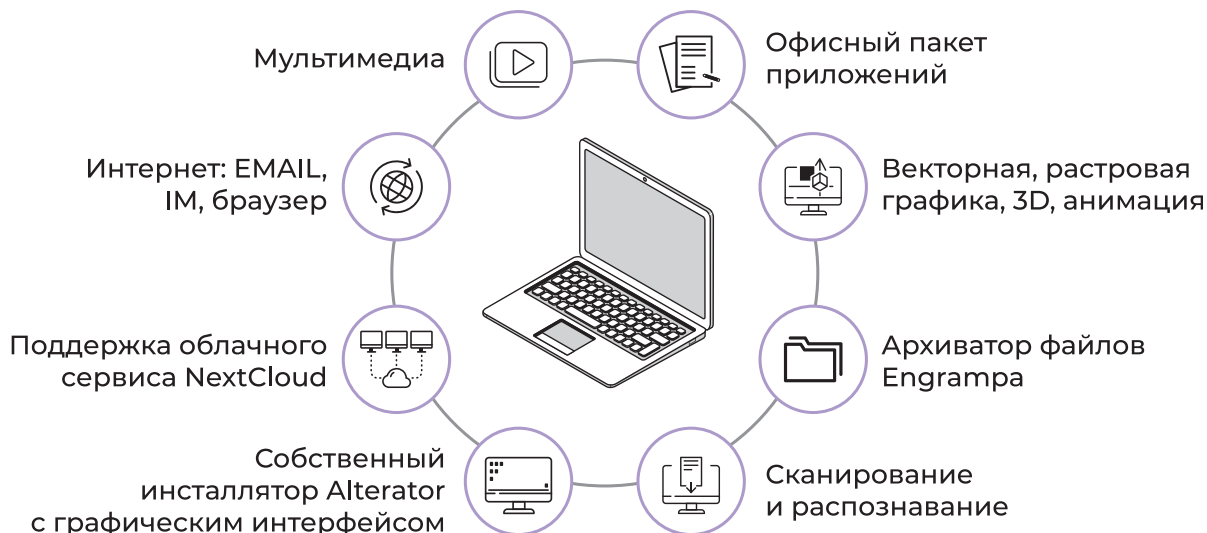 Мультимедиа
Офисный пакет
приложений
Интернет: EMAIL,
IM, браузер
Векторная, растровая
графика, 3D, анимация
Поддержка облачного
сервиса NextCloud
Архиватор файлов
Engrampa
Собственный
инсталлятор Alterator
с графическим интерфейсом
Сканирование
и распознавание